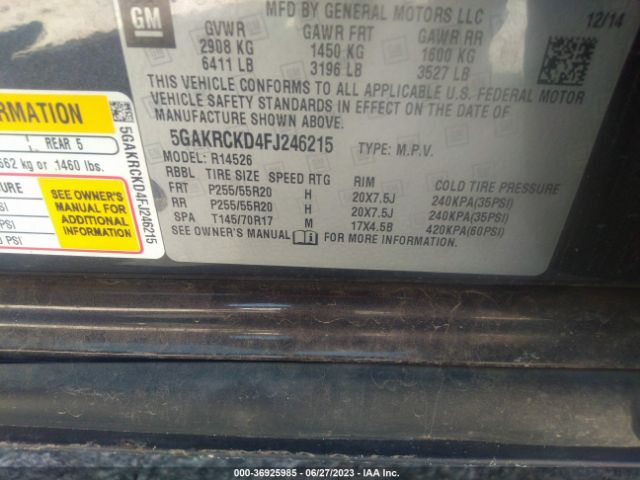 GM
MFD BY GENERAL MOTORS LLC
12/14
GVWR GAWR FRT GAWR RR
2908 KG 1450 KG 1600 KG
6411 LB 3196 LB 3527 LB
THIS VEHICLE CONFORMS TO ALL APPLICABLE U.S. FEDERAL MOTOR
VEHICLE SAFETY STANDARDS IN EFFECT ON THE DATE OF
MANUFACTURE SHOWN ABOVE.
5GAKRCKD4FJ246215 TYPE: M.P.V.
MODEL: R14526
RBBL TIRE SIZE SPEED RTG RIM COLD TIRE PRESSURE
FRT P255/55R20 H 20X7.5J 240KPA(35PSI)
RR P255/55R20 H 20X7.5J 240KPA(35PSI)
SPA T145/70R17 M 17X4.5B 420KPA(60PSI)
SEE OWNER'S MANUAL FOR MORE INFORMATION
REAR 5
kg or 1460 lbs.
SEE OWNER'S
MANUAL FOR
ADDITIONAL
INFORMATION
PSI
5GAKRCKD4FJ246215
(C) 36925985 - 06/27/2023 - IAA Inc.